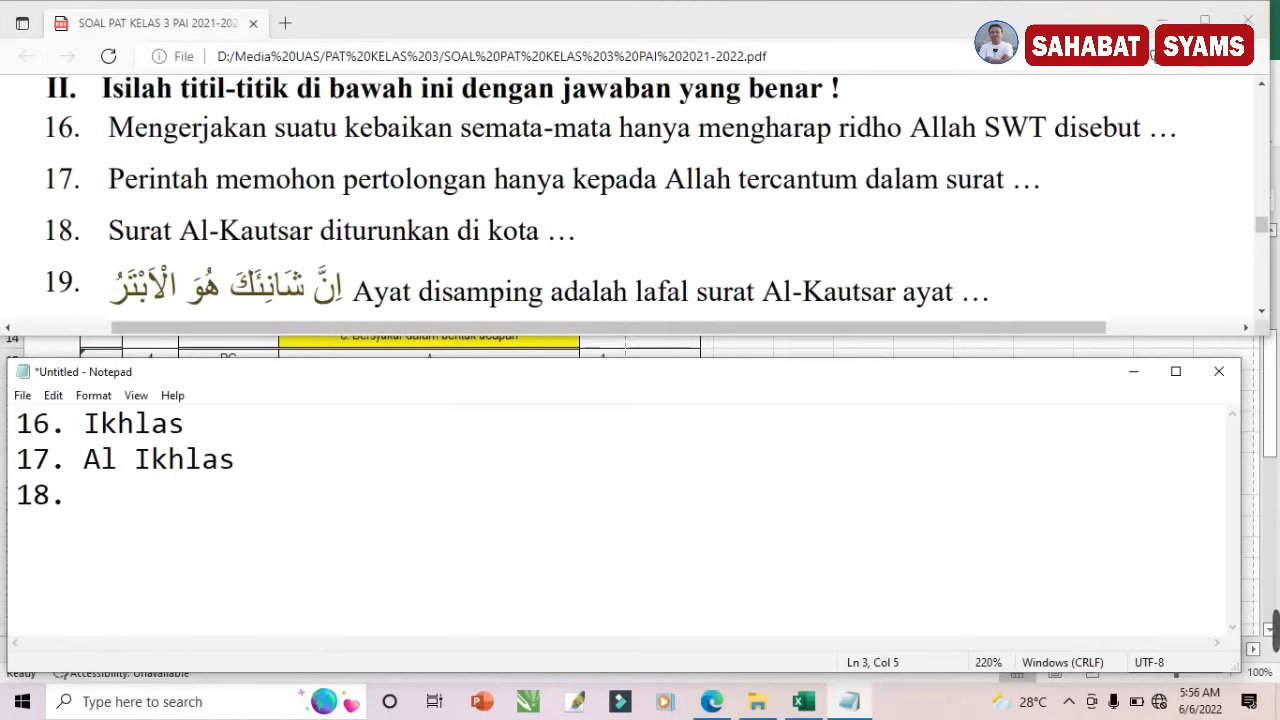 SOAL PAT KELAS 3 PAI 2021-202
SAHABAT SYAMS
File D:/Media%20LAS/PAT%20KELAS%203/SOAL%20PAT%20KELAS%203%20PAI%202021-2022.pdf
II. Isilah titil-titik di bawah ini dengan jawaban yang benar !
16. Mengerjakan suatu kebaikan semata-mata hanya mengharap ridho Allah SWT disebut …
17. Perintah memohon pertolongan hanya kepada Allah tercantum dalam surat …
18. Surat Al-Kautsar diturunkan di kota …
19. اِنَّ شَانِئَكَ هُوَ الْاَبْتَرُ Ayat disamping adalah lafal surat Al-Kautsar ayat …
14
*Untitled - Notepad
File Edit Format View Help
16. Ikhlas
17. Al Ikhlas
18.
Ln 3, Col 5 220% Windows (CRLF) UTF-8
100%
Type here to search
28°C
5:56 AM
6/6/2022